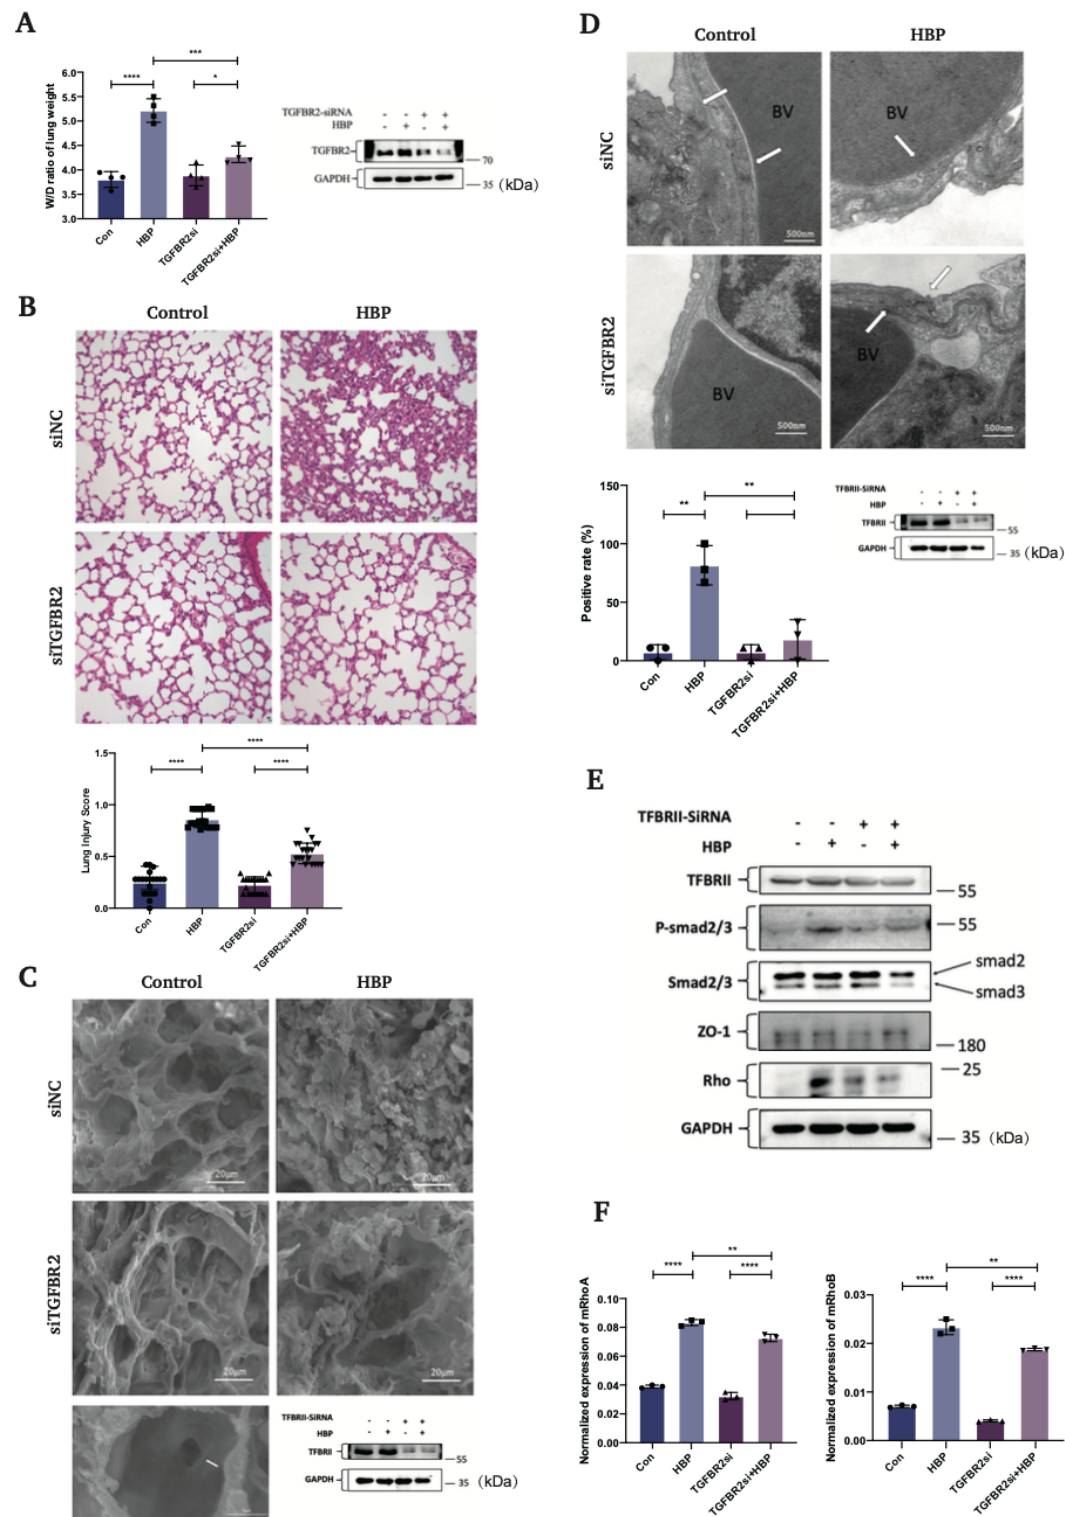 A
***
**** *
6.0
5.5
5.0
4.5
4.0
3.5
3.0
W/D ratio of lung weight
Con
HBP
TGFBR2si
TGFBR2si+HBP
TGFBR2-siRNA - - + +
HBP - + - +
TGFBR2
70
GAPDH
35 (kDa)
B
Control HBP
siNC
siTGFBR2
****
**** ****
1.5
1.0
0.5
0.0
Lung Injury Score
Con
HBP
TGFBR2si
TGFBR2si+HBP
C
Control HBP
siNC
20μm 20μm
siTGFBR2
20μm 20μm
TFBRII-SiRNA - - + +
HBP - + - +
TFBRII
55
GAPDH
35 (kDa)
D
Control HBP
siNC
BV BV
500nm
siTGFBR2
BV BV
500nm 500nm
**
**
150
100
50
0
Positive rate (%)
Con
HBP
TGFBR2si
TGFBR2si+HBP
TFBRII-SiRNA - - + +
HBP - + - +
TFBRII
55
GAPDH
35 (kDa)
E
TFBRII-SiRNA - - + +
HBP - + - +
TFBRII
55
P-smad2/3
55
Smad2/3
smad2
smad3
ZO-1
180
Rho
25
GAPDH
35 (kDa)
F
**
**** ****
0.10
0.08
0.06
0.04
0.02
0.00
Normalized expression of mRhoA
Con
HBP
TGFBR2si
TGFBR2si+HBP
**
**** ****
0.03
0.02
0.01
0.00
Normalized expression of mRhoB
Con
HBP
TGFBR2si
TGFBR2si+HBP